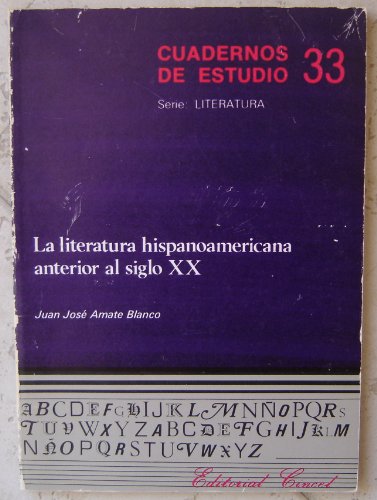 CUADERNOS
DE ESTUDIO 33
Serie: LITERATURA
La literatura hispanoamericana
anterior al siglo XX
Juan José Amate Blanco
ABCDEFGHIJKLMNÑOPQRS
TUVWXYZABCDEFGHIJKLM
NÑOPQRSTUVWXYZ
Editorial Cincel